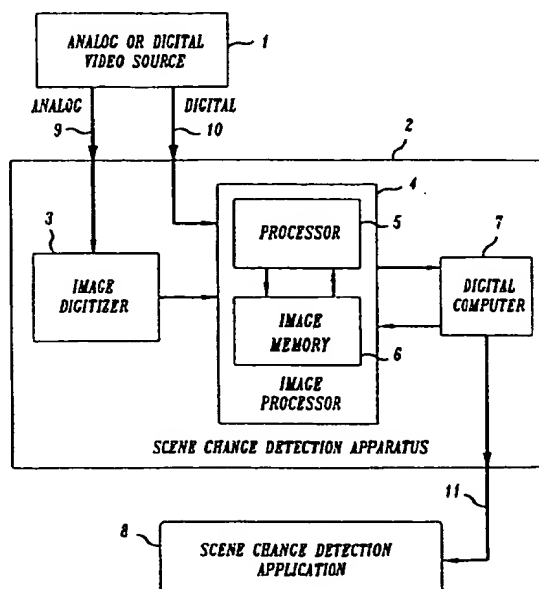 ANALOG OR DIGITAL
VIDEO SOURCE
1
ANALOG
DIGITAL
9
10
2
4
3
5
7
PROCESSOR
IMAGE
DIGITIZER
DIGITAL
COMPUTER
IMAGE
MEMORY
6
IMAGE
PROCESSOR
SCENE CHANGE DETECTION APPARATUS
11
8
SCENE CHANGE DETECTION
APPLICATION